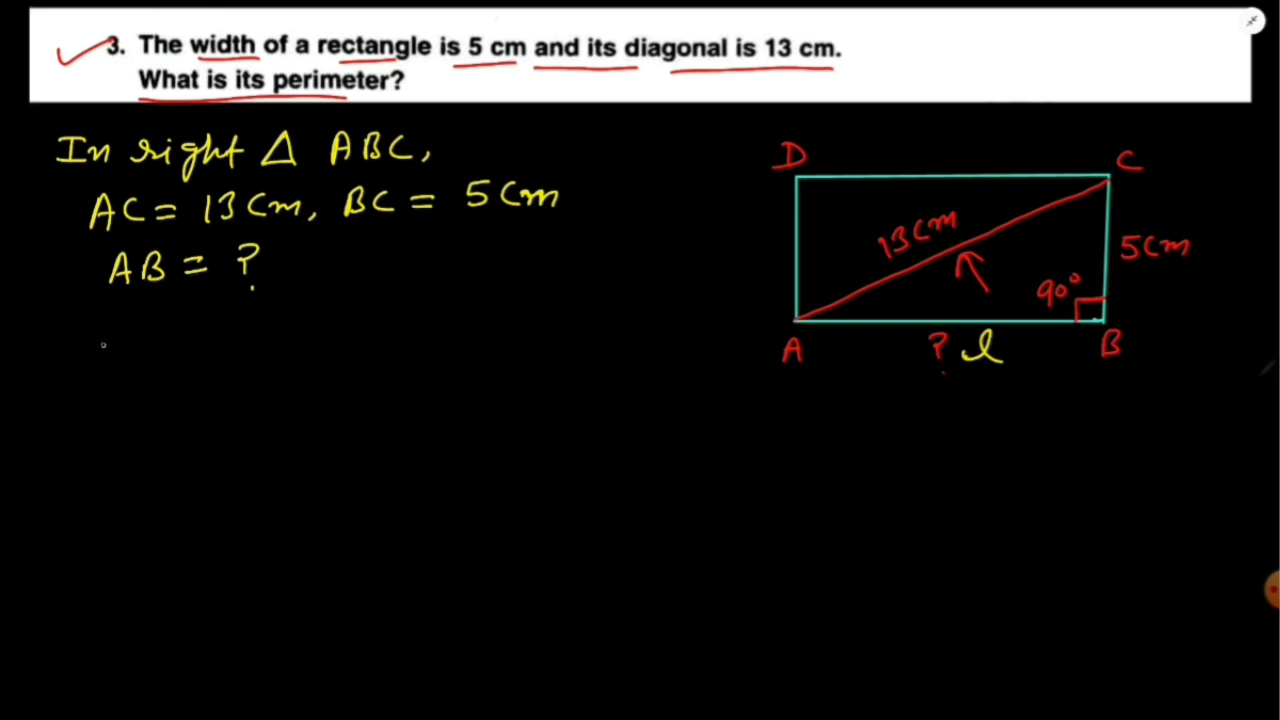 3. The width of a rectangle is 5 cm and its diagonal is 13 cm.
What is its perimeter?
In right △ ABC,
AC = 13 Cm, BC = 5 Cm
AB = ?
D
C
13 Cm
5 Cm
90°
A
? l
B